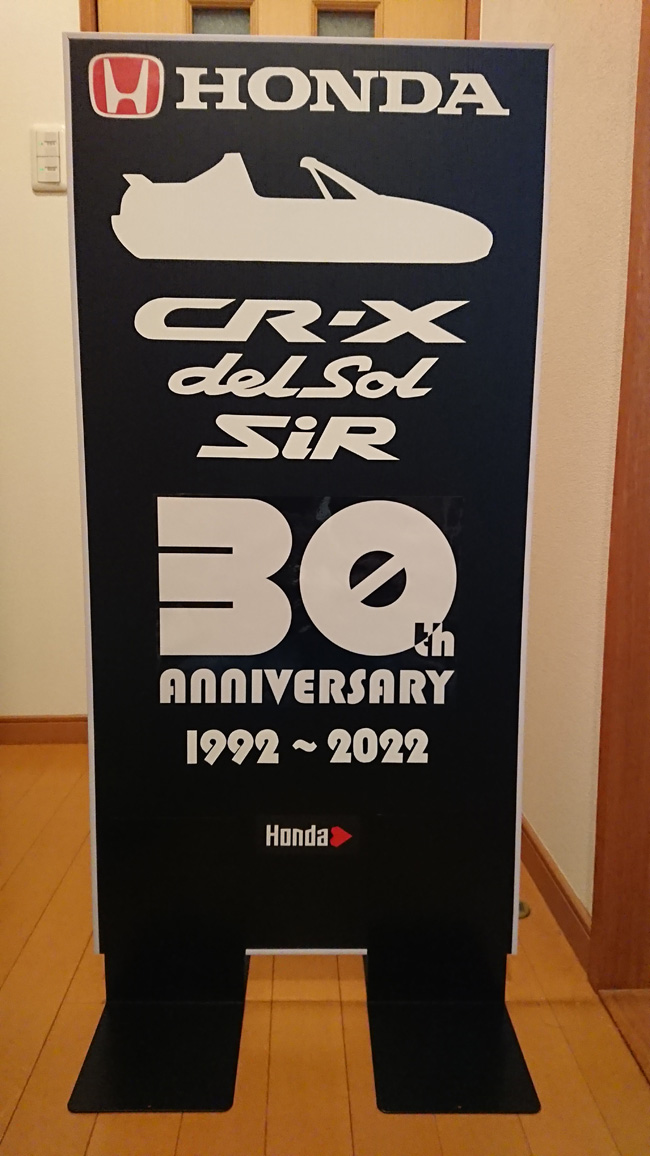 HONDA
CR-X
del Sol
SiR
30th
ANNIVERSARY
1992 ~ 2022
Honda